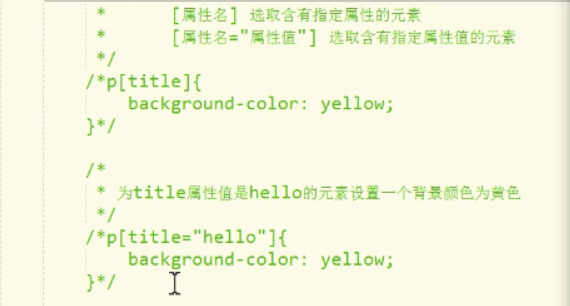 * [属性名] 选取含有指定属性的元素
* [属性名="属性值"] 选取含有指定属性值的元素
*/
/*p[title]{
background-color: yellow;
}*/
/*
* 为title属性值是hello的元素设置一个背景颜色为黄色
*/
/*p[title="hello"]{
background-color: yellow;
}*/